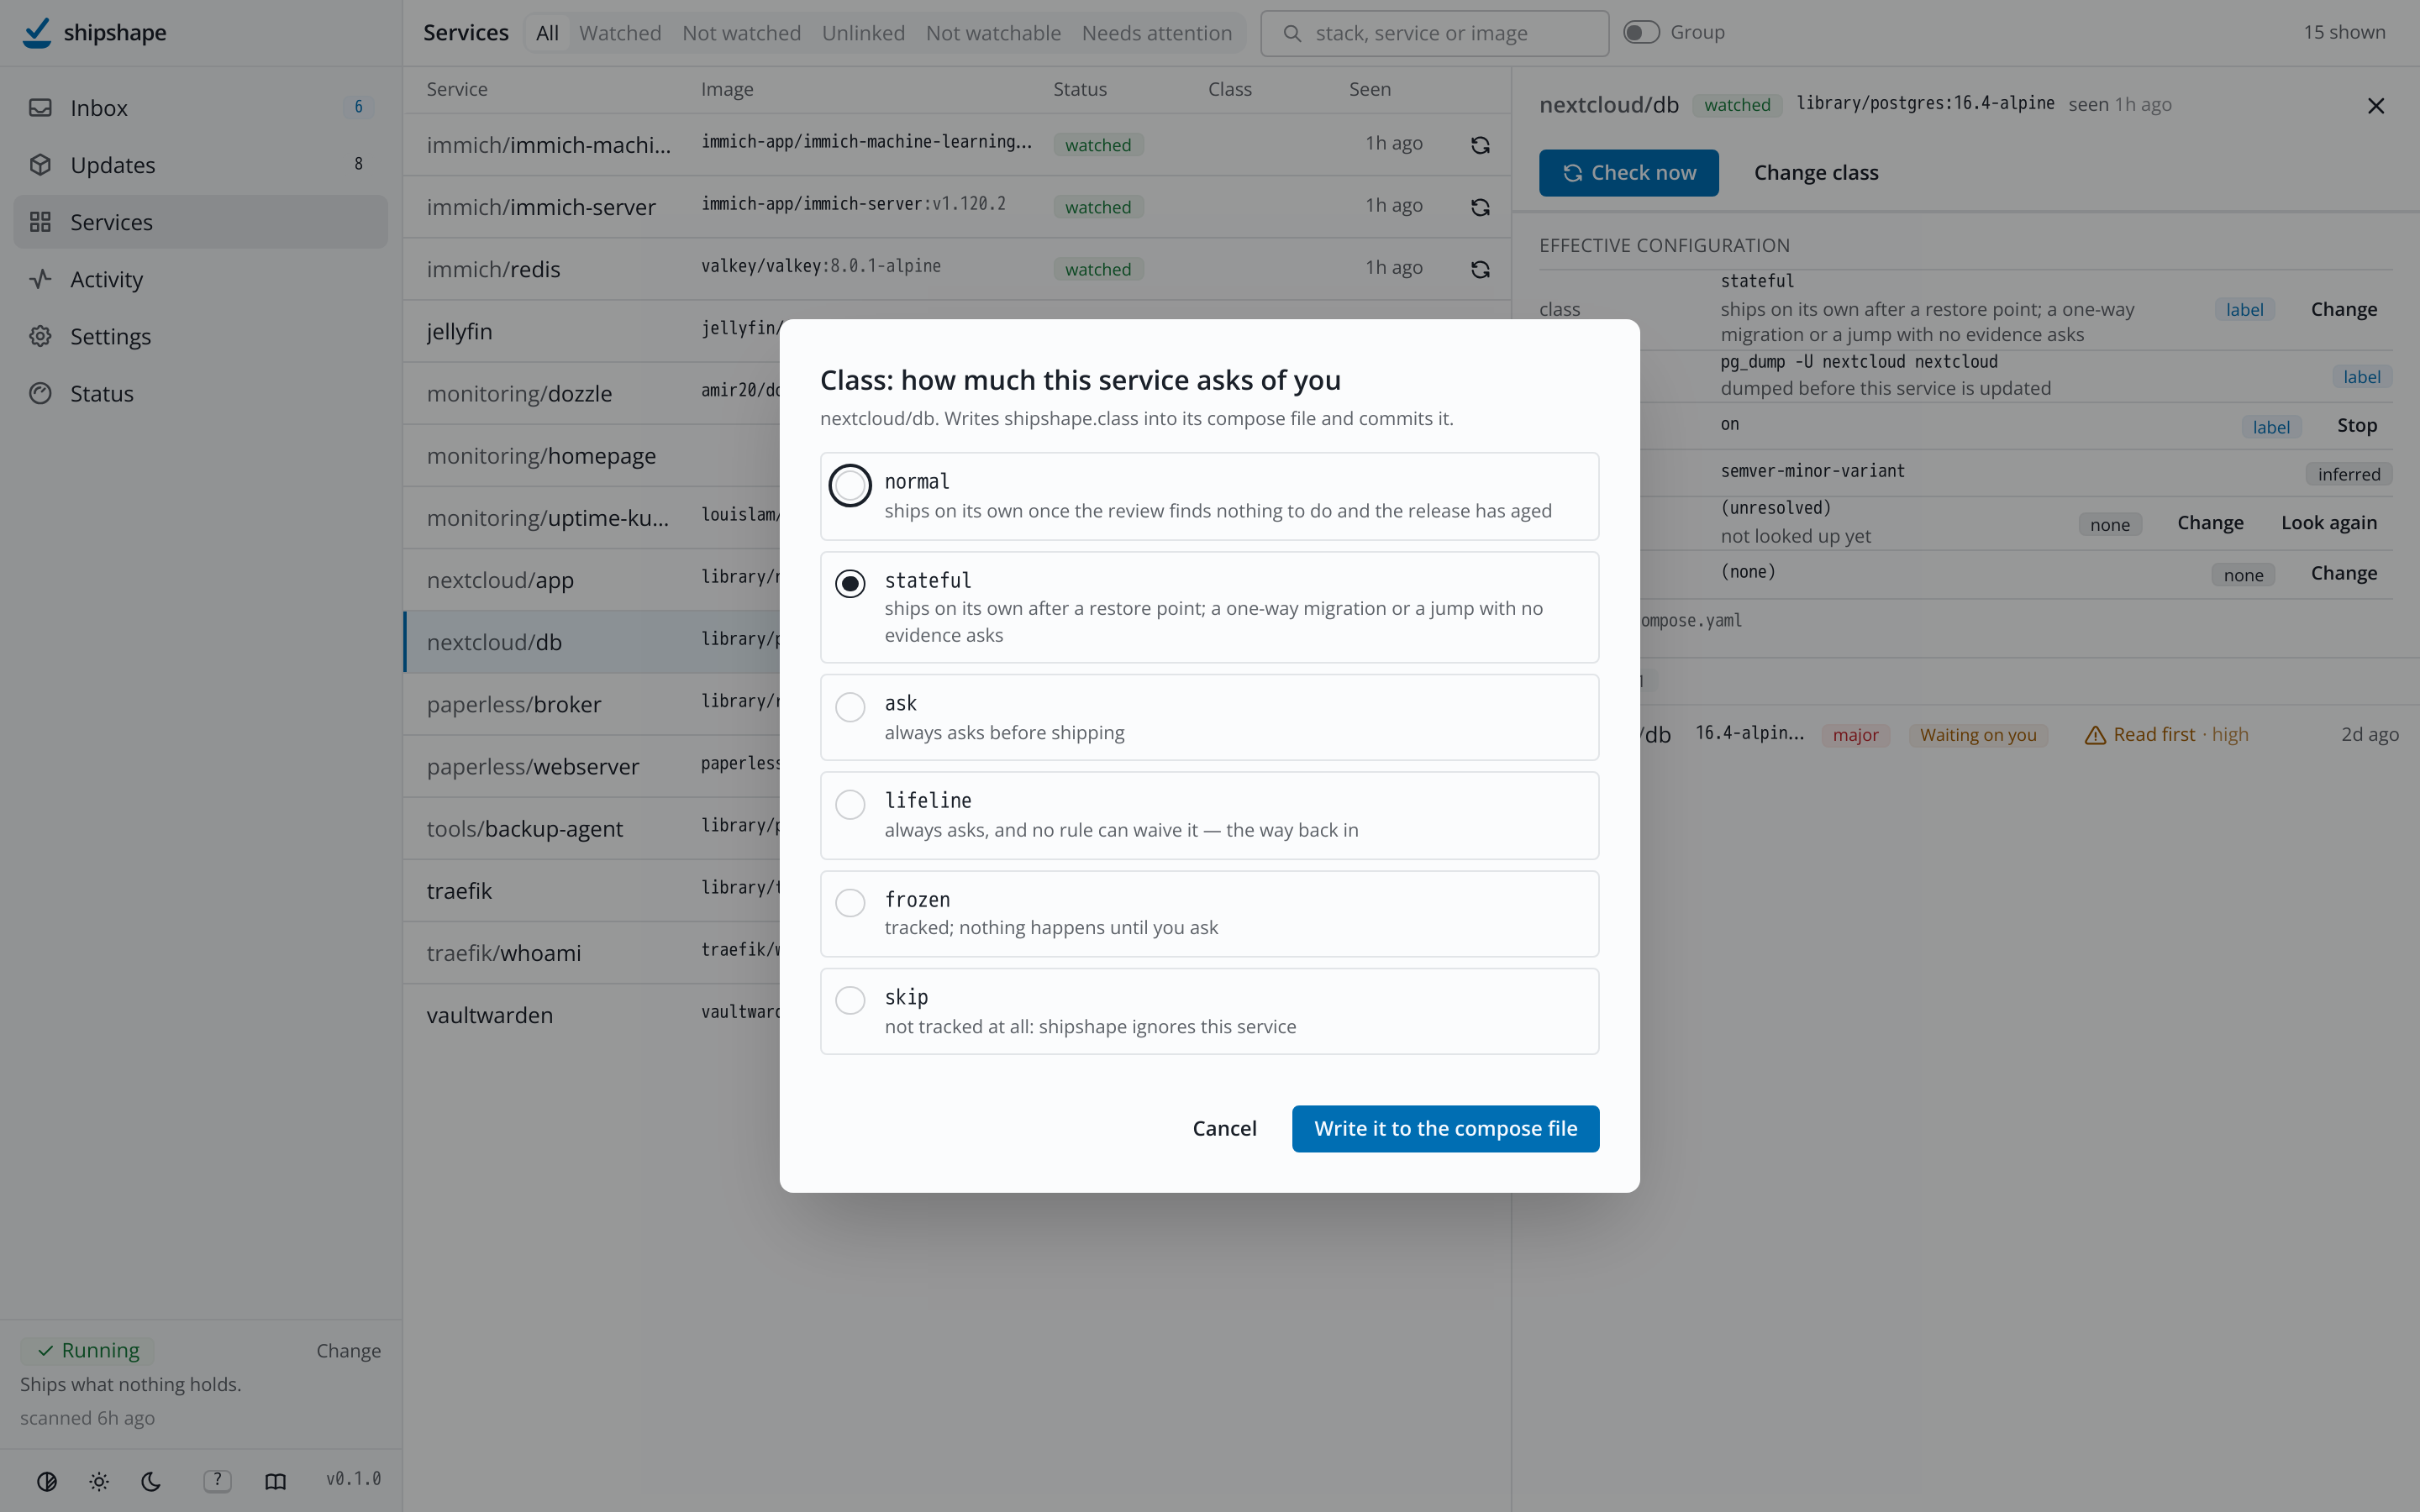 shipshape
Inbox 6
Updates 8
Services
Activity
Settings
Status
Running Change
Ships what nothing holds.
scanned 6h ago
? v0.1.0
Services All Watched Not watched Unlinked Not watchable Needs attention stack, service or image Group 15 shown
Service Image Status Class Seen
immich/immich-machi... immich-app/immich-machine-learning... watched 1h ago
immich/immich-server immich-app/immich-server:v1.120.2 watched 1h ago
immich/redis valkey/valkey:8.0.1-alpine watched 1h ago
jellyfin jellyfin/
monitoring/dozzle
monitoring/homepage
monitoring/uptime-ku... louislam/
nextcloud/app
nextcloud/db
paperless/broker
paperless/webserver paperless
tools/backup-agent
traefik
traefik/whoami
vaultwarden
nextcloud/db watched library/postgres:16.4-alpine seen 1h ago
Check now Change class
EFFECTIVE CONFIGURATION
stateful
class ships on its own after a restore point; a one-way label Change
migration or a jump with no evidence asks
pg_dump -U nextcloud nextcloud
dumped before this service is updated label
on label Stop
semver-minor-variant inferred
(unresolved)
not looked up yet none Change Look again
(none) none Change
ompose.yaml
/db 16.4-alpin... major Waiting on you Read first · high 2d ago
Class: how much this service asks of you
nextcloud/db. Writes shipshape.class into its compose file and commits it.
normal
ships on its own once the review finds nothing to do and the release has aged
stateful
ships on its own after a restore point; a one-way migration or a jump with no
evidence asks
ask
always asks before shipping
lifeline
always asks, and no rule can waive it — the way back in
frozen
tracked; nothing happens until you ask
skip
not tracked at all: shipshape ignores this service
Cancel Write it to the compose file